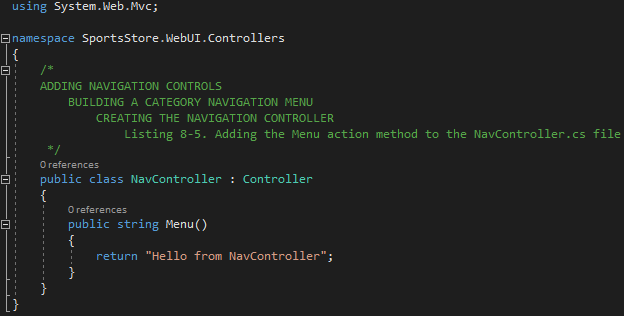 using System.Web.Mvc;
namespace SportsStore.WebUI.Controllers
{
/*
ADDING NAVIGATION CONTROLS
BUILDING A CATEGORY NAVIGATION MENU
CREATING THE NAVIGATION CONTROLLER
Listing 8-5. Adding the Menu action method to the NavController.cs file
*/
0 references
public class NavController : Controller
{
0 references
public string Menu()
{
return "Hello from NavController";
}
}
}